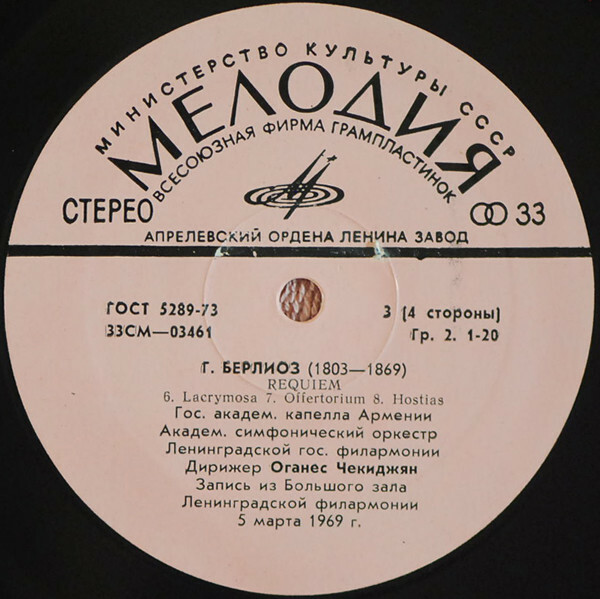 МИНИСТЕРСТВО КУЛЬТУРЫ СССР
МЕЛОДИЯ
ВСЕСОЮЗНАЯ ФИРМА ГРАМПЛАСТИНОК
СТЕРЕО
33
АПРЕЛЕВСКИЙ ОРДЕНА ЛЕНИНА ЗАВОД
ГОСТ 5289-73
3 (4 стороны)
33СМ—03461
Гр. 2. 1-20
Г. БЕРЛИОЗ (1803—1869)
REQUIEM
6. Lacrymosa 7. Offertorium 8. Hostias
Гос. академ. капелла Армении
Академ. симфонический оркестр
Ленинградской гос. филармонии
Дирижер Оганес Чекиджян
Запись из Большого зала
Ленинградской филармонии
5 марта 1969 г.